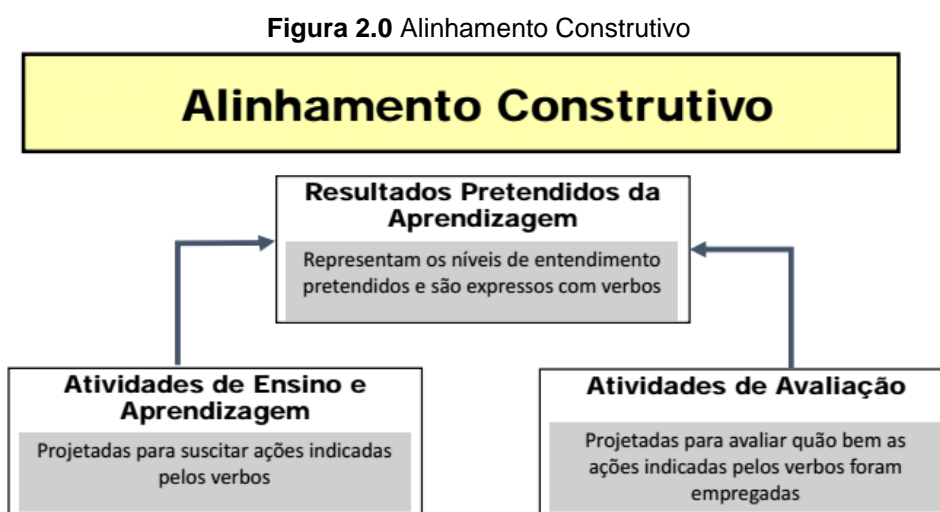 Figura 2.0 Alinhamento Construtivo
Alinhamento Construtivo
Resultados Pretendidos da
Aprendizagem
Representam os níveis de entendimento
pretendidos e são expressos com verbos
Atividades de Ensino e
Aprendizagem
Projetadas para suscitar ações indicadas
pelos verbos
Atividades de Avaliação
Projetadas para avaliar quão bem as
ações indicadas pelos verbos foram
empregadas